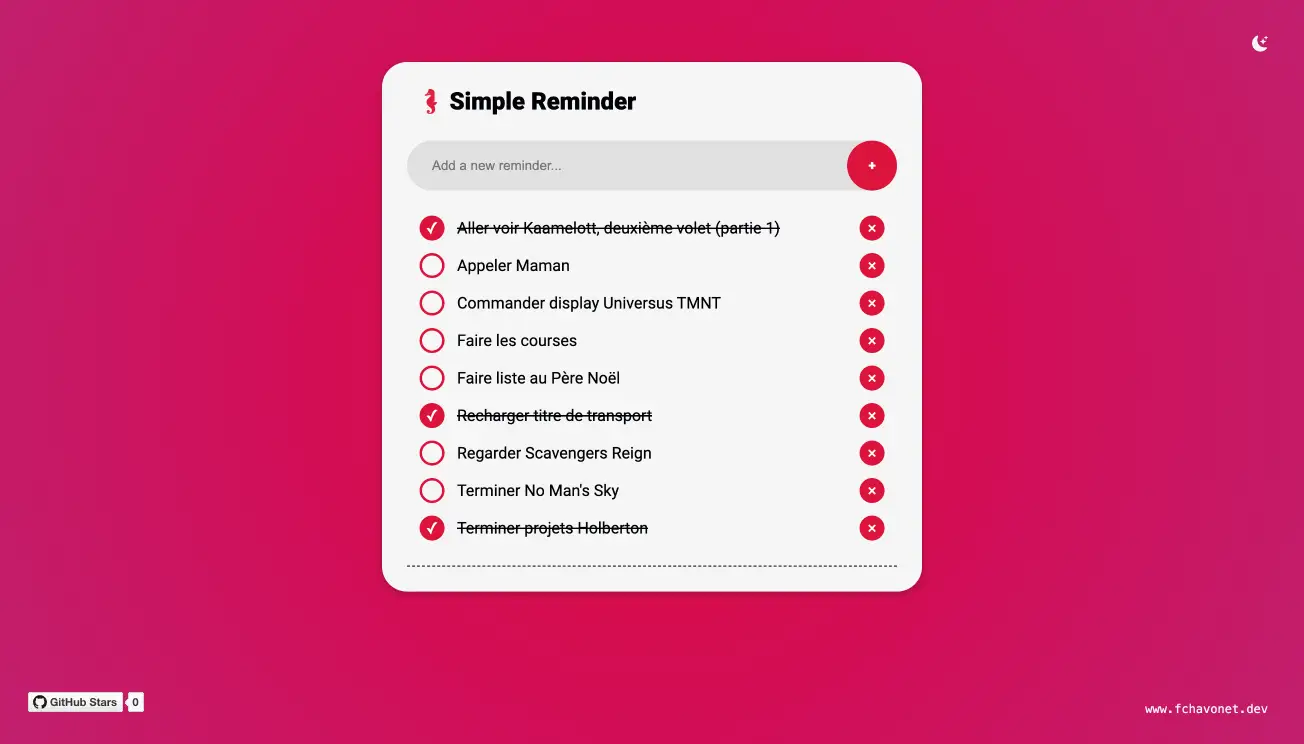 Simple Reminder
Add a new reminder...
+
Aller voir Kaamelott, deuxième volet (partie 1)
Appeler Maman
Commander display Universus TMNT
Faire les courses
Faire liste au Père Noël
Recharger titre de transport
Regarder Scavengers Reign
Terminer No Man's Sky
Terminer projets Holberton
GitHub Stars 0
www.fchavonet.dev